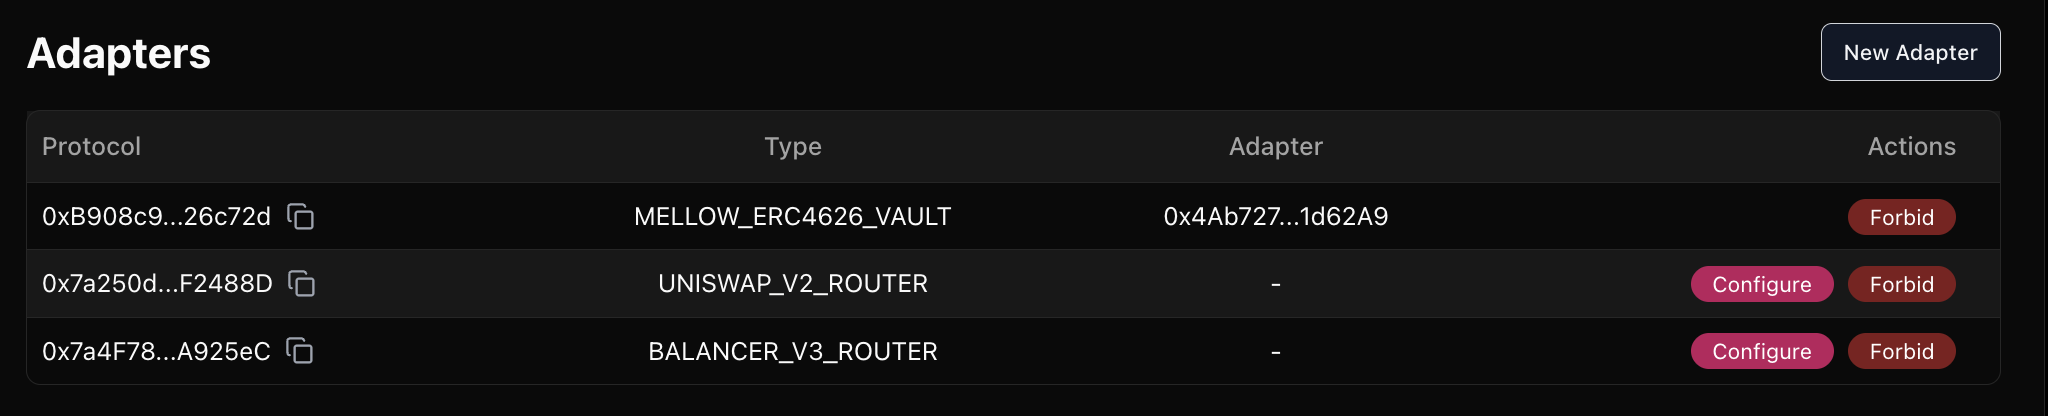 Adapters
New Adapter
Protocol Type Adapter Actions
0xB908c9...26c72d MELLOW_ERC4626_VAULT 0x4Ab727...1d62A9 Forbid
0x7a250d...F2488D UNISWAP_V2_ROUTER - Configure Forbid
0x7a4F78...A925eC BALANCER_V3_ROUTER - Configure Forbid